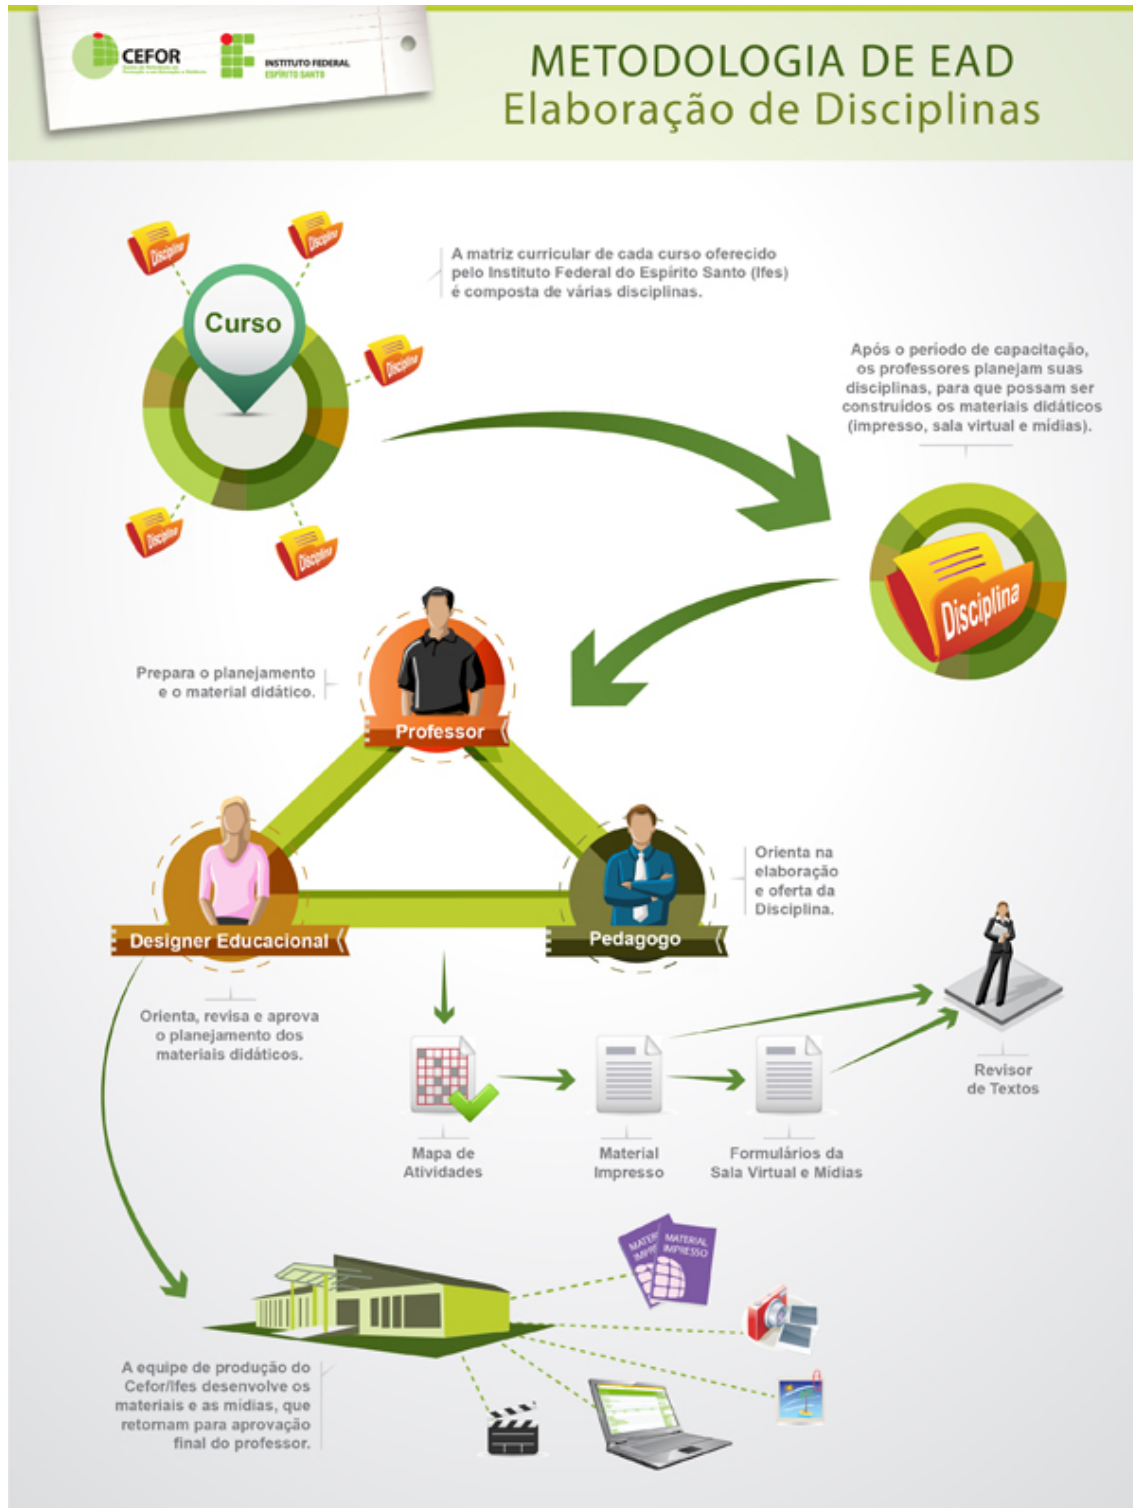 CEFOR
INSTITUTO FEDERAL
ESPÍRITO SANTO
METODOLOGIA DE EAD
Elaboração de Disciplinas
Disciplina
Disciplina
A matriz curricular de cada curso oferecido
pelo Instituto Federal do Espírito Santo (Ifes)
é composta de várias disciplinas.
Curso
Disciplina
Após o período de capacitação,
os professores planejam suas
disciplinas, para que possam ser
construídos os materiais didáticos
(impresso, sala virtual e mídias).
Disciplina
Disciplina
Disciplina
Prepara o planejamento
e o material didático.
Professor
Orienta na
elaboração
e oferta da
Disciplina.
Designer Educacional
Pedagogo
Orienta, revisa e aprova
o planejamento dos
materiais didáticos.
Revisor
de Textos
Mapa de
Atividades
Material
Impresso
Formulários da
Sala Virtual e Mídias
MATERIAL
IMPRESSO
A equipe de produção do
Cefor/Ifes desenvolve os
materiais e as mídias, que
retornam para aprovação
final do professor.